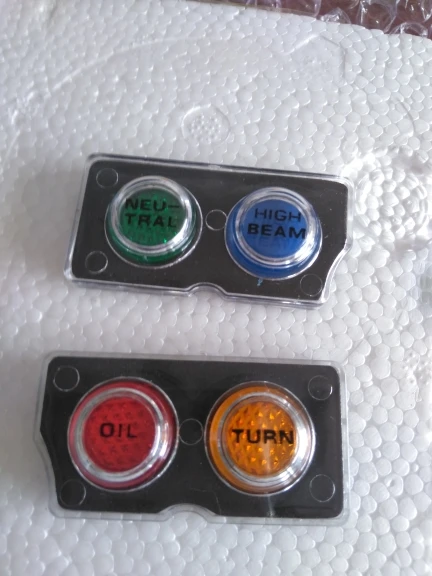 NEU-
TRAL
HIGH
BEAM
OIL
TURN